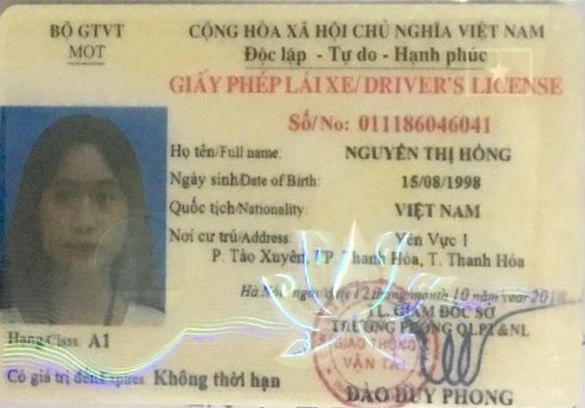 BỘ GTVT
MOT
CỘNG HÒA XÃ HỘI CHỦ NGHĨA VIỆT NAM
Độc lập - Tự do - Hạnh phúc
GIẤY PHÉP LÁI XE/DRIVER'S LICENSE
Số/No: 011186046041
Họ tên/Full name: NGUYỄN THỊ HỒNG
Ngày sinh/Date of Birth: 15/08/1998
Quốc tịch/Nationality: VIỆT NAM
Nơi cư trú/Address: Yên Vực 1
P. Tào Xuyên, TP. Thanh Hóa, T. Thanh Hóa
Hà Nội, ngày/date 12 tháng/month 10 năm/year
TL. GIÁM ĐỐC SỞ
TRƯỞNG PHÒNG QLPT&NL
GIAO THÔNG
VẬN TẢI
Hạng/Class: A1
Có giá trị đến/Expires: Không thời hạn
ĐÀO DUY PHONG